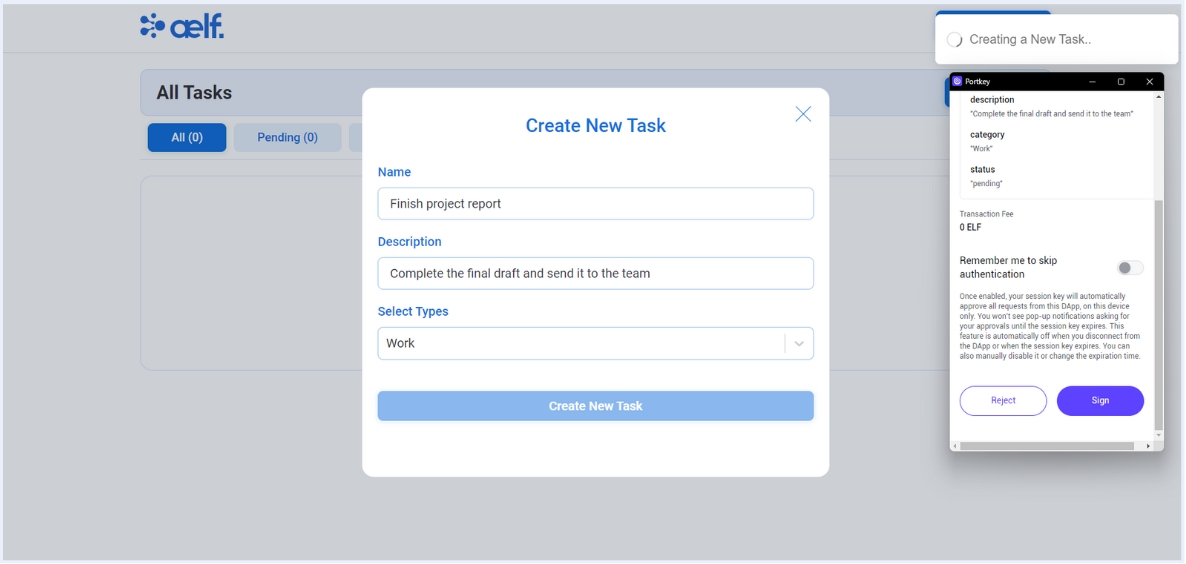 aelf.
Creating a New Task..
All Tasks
All (0)
Pending (0)
Create New Task
Name
Finish project report
Description
Complete the final draft and send it to the team
Select Types
Work
Create New Task
Portkey
description
"Complete the final draft and send it to the team"
category
"Work"
status
"pending"
Transaction Fee
0 ELF
Remember me to skip
authentication
Once enabled, your session key will automatically
approve all requests from this DApp, on this device
only. You won't see pop-up notifications asking for
your approvals until the session key expires. This
feature is automatically off when you disconnect from
the DApp or when the session key expires. You can
also manually disable it or change the expiration time.
Reject
Sign